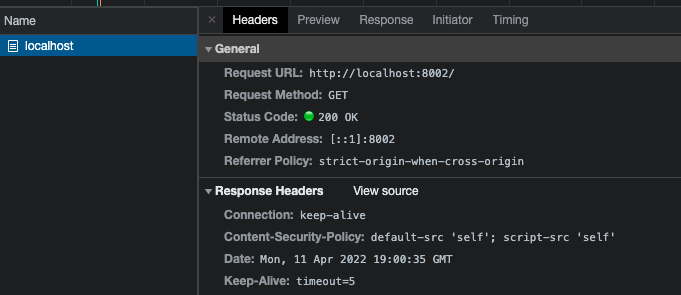 Name
× Headers Preview Response Initiator Timing
localhost
General
Request URL: http://localhost:8002/
Request Method: GET
Status Code: 200 OK
Remote Address: [::1]:8002
Referrer Policy: strict-origin-when-cross-origin
Response Headers View source
Connection: keep-alive
Content-Security-Policy: default-src 'self'; script-src 'self'
Date: Mon, 11 Apr 2022 19:00:35 GMT
Keep-Alive: timeout=5